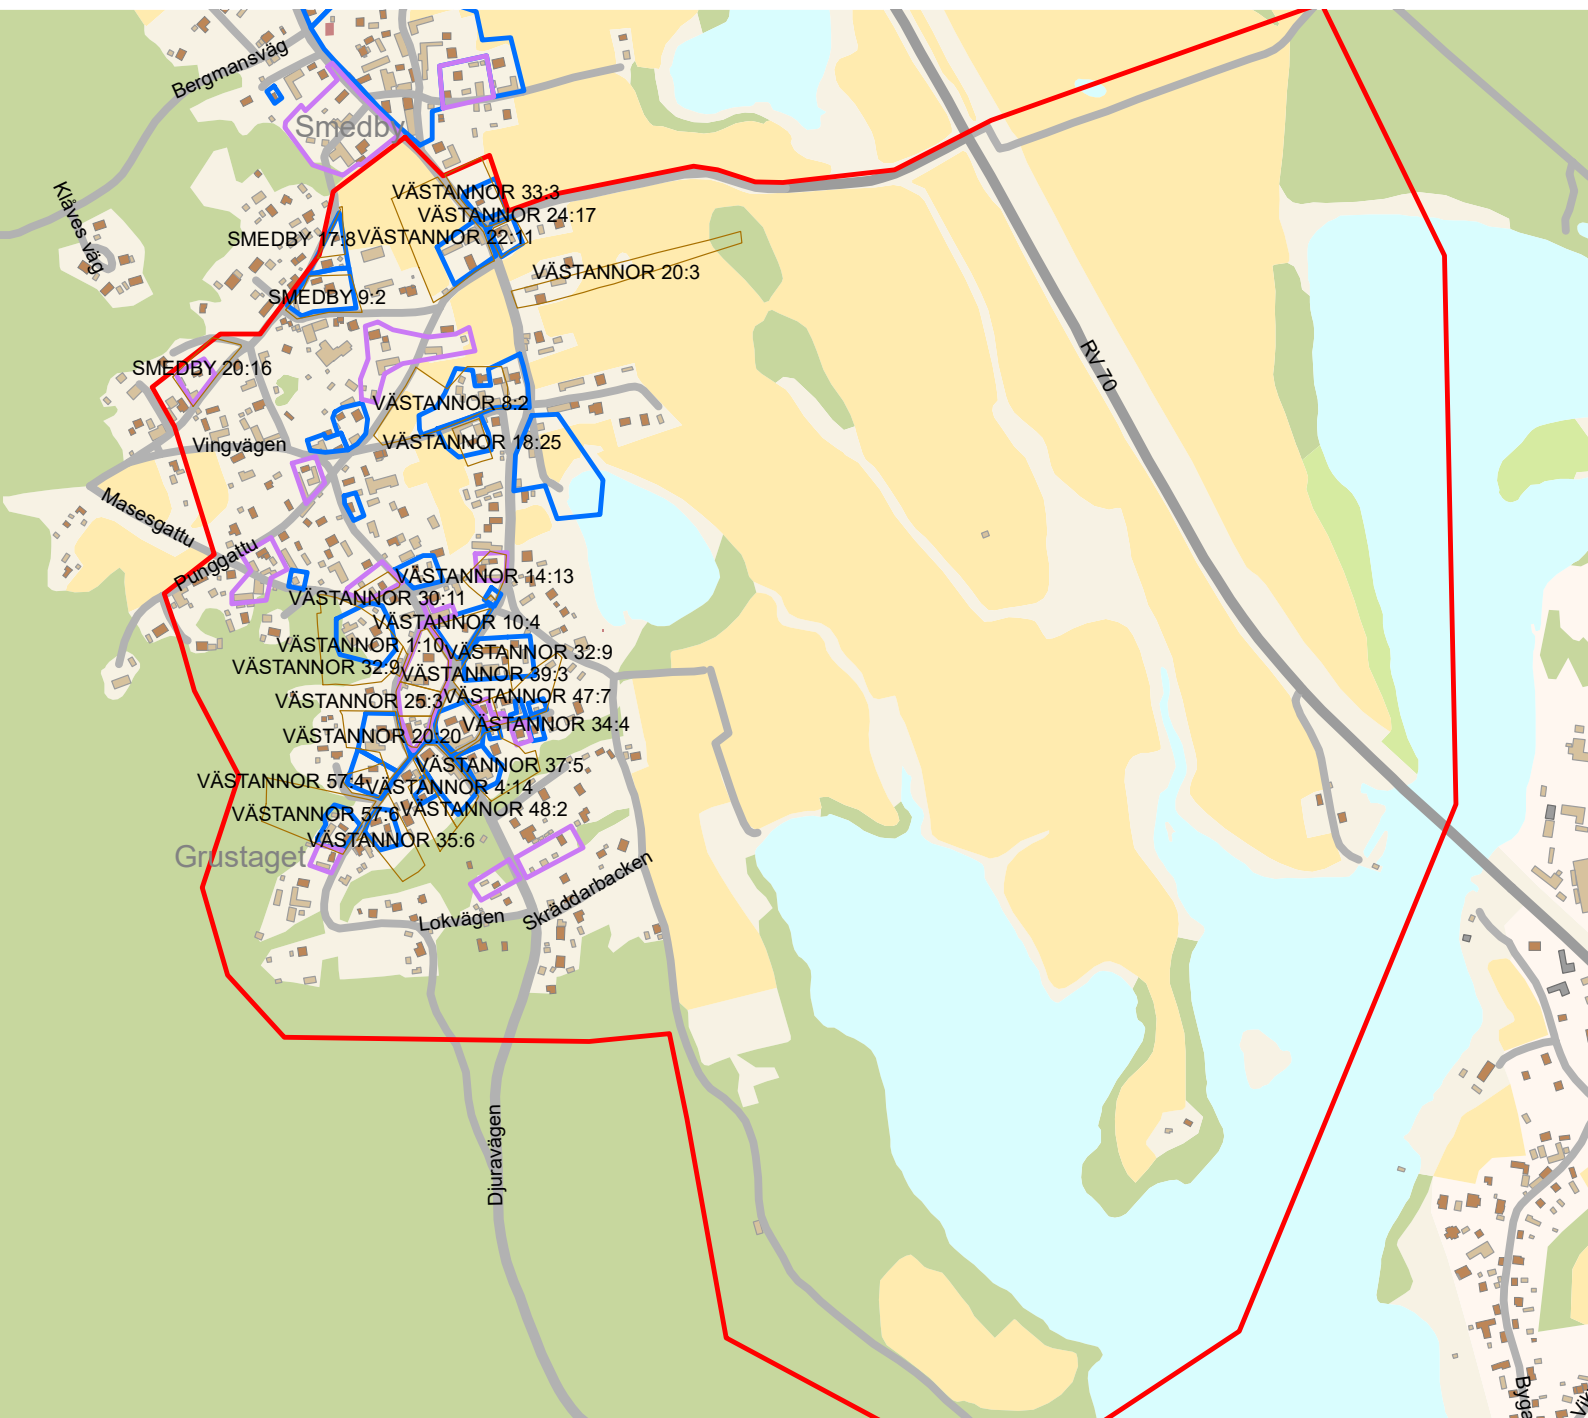 Bergmansväg
Smedby
Klåves väg
VÄSTANNOR 33:3
VÄSTANNOR 24:17
SMEDBY 17:8
VÄSTANNOR 22:11
VÄSTANNOR 20:3
SMEDBY 9:2
SMEDBY 20:16
RV 70
VÄSTANNOR 8:2
Vingvägen
VÄSTANNOR 18:25
Masesgattu
Punggattu
VÄSTANNOR 14:13
VÄSTANNOR 30:11
VÄSTANNOR 10:4
VÄSTANNOR 1:10
VÄSTANNOR 32:9
VÄSTANNOR 32:9
VÄSTANNOR 39:3
VÄSTANNOR 25:3
VÄSTANNOR 47:7
VÄSTANNOR 34:4
VÄSTANNOR 20:20
VÄSTANNOR 37:5
VÄSTANNOR 57:4
VÄSTANNOR 4:14
VÄSTANNOR 48:2
VÄSTANNOR 57:6
VÄSTANNOR 35:6
Grustaget
Skräddarbacken
Lokvägen
Djuravägen
Byga
Vik